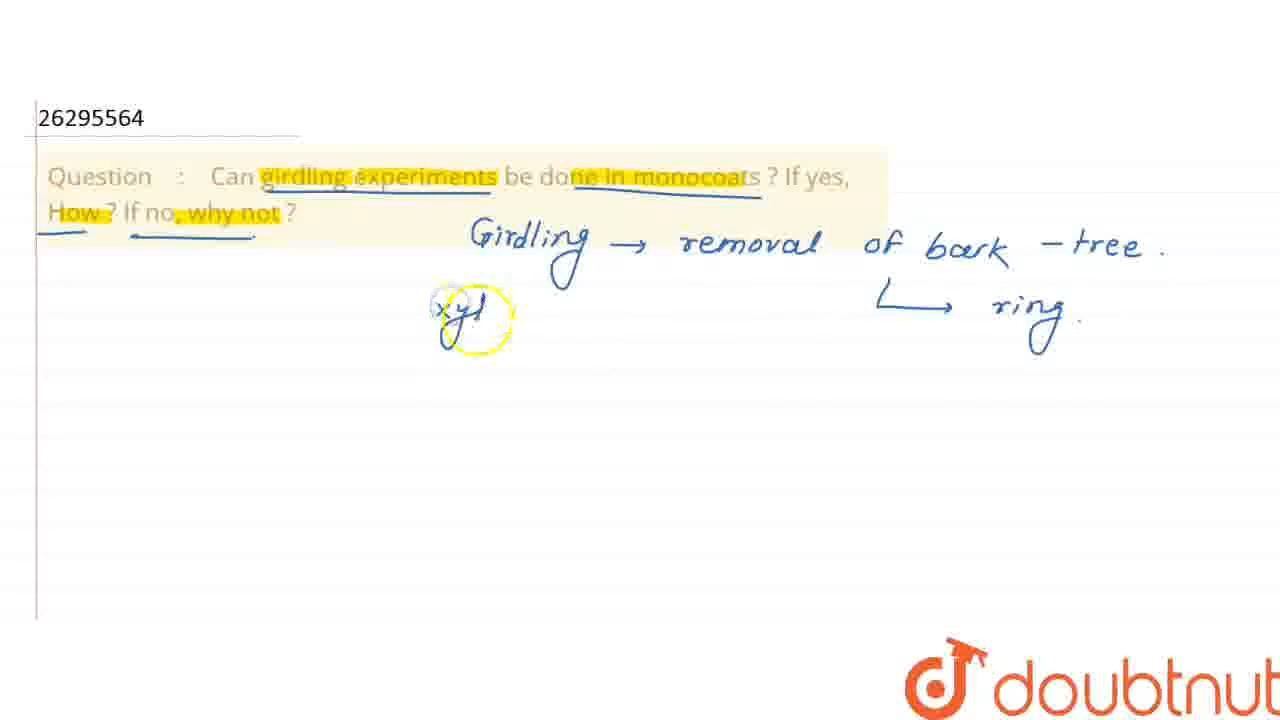 26295564
Question : Can girdling experiments be done in monocoats ? If yes,
How ? If no, why not ?
Girdling → removal of bark - tree.
ring.
xyl
doubtnut